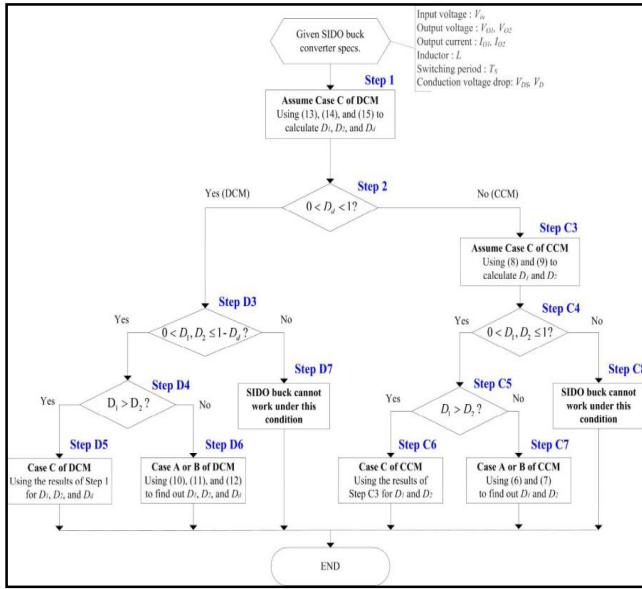 Given SIDO buck
converter specs.
Input voltage : Vin
Output voltage : VO1, VO2
Output current : IO1, IO2
Inductor : L
Switching period : TS
Conduction voltage drop: VDS, VD
Step 1
Assume Case C of DCM
Using (13), (14), and (15) to
calculate D1, D2, and Dd
Step 2
Yes (DCM)
0 < Dd < 1?
No (CCM)
Step C3
Assume Case C of CCM
Using (8) and (9) to
calculate D1 and D2
Step D3
Yes
0 < D1, D2 ≤ 1- Dd ?
No
Step C4
Yes
0 < D1, D2 ≤ 1?
No
Step D4
Yes
D1 > D2 ?
No
Step D7
SIDO buck cannot
work under this
condition
Step C5
Yes
D1 > D2 ?
No
Step C8
SIDO buck cannot
work under this
condition
Step D5
Case C of DCM
Using the results of Step 1
for D1, D2, and Dd
Step D6
Case A or B of DCM
Using (10), (11), and (12)
to find out D1, D2, and Dd
Step C6
Case C of CCM
Using the results of
Step C3 for D1 and D2
Step C7
Case A or B of CCM
Using (6) and (7)
to find out D1 and D2
END